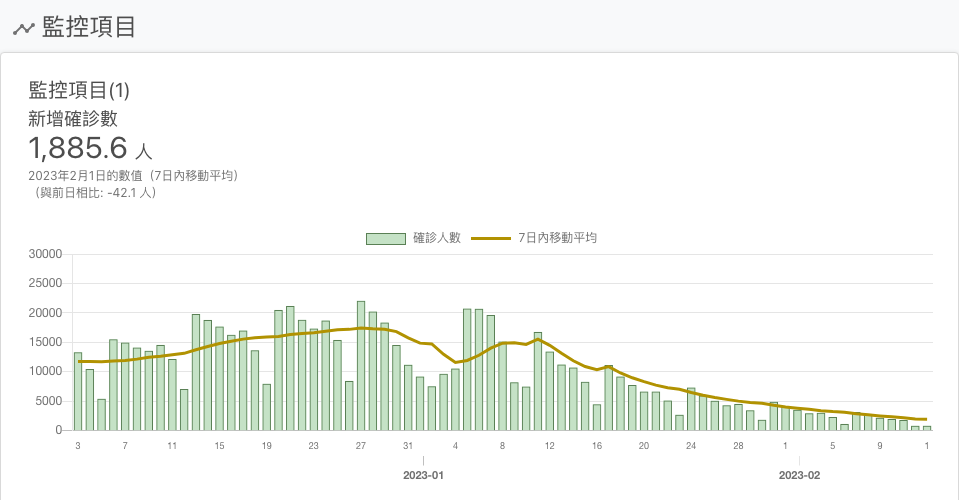 監控項目
監控項目(1)
新增確診數
1,885.6 人
2023年2月1日的數值（7日內移動平均）
（與前日相比: -42.1 人）
確診人數 7日內移動平均
30000
25000
20000
15000
10000
5000
0
3 7 11 15 19 23 27 31 4 8 12 16 20 24 28 1 5 9 1
2023-01 2023-02